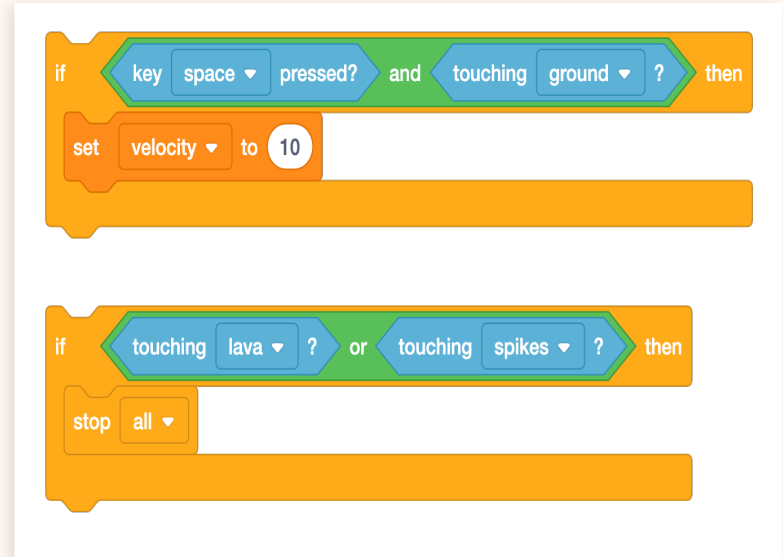 if key space pressed? and touching ground ? then
set velocity to 10
if touching lava ? or touching spikes ? then
stop all